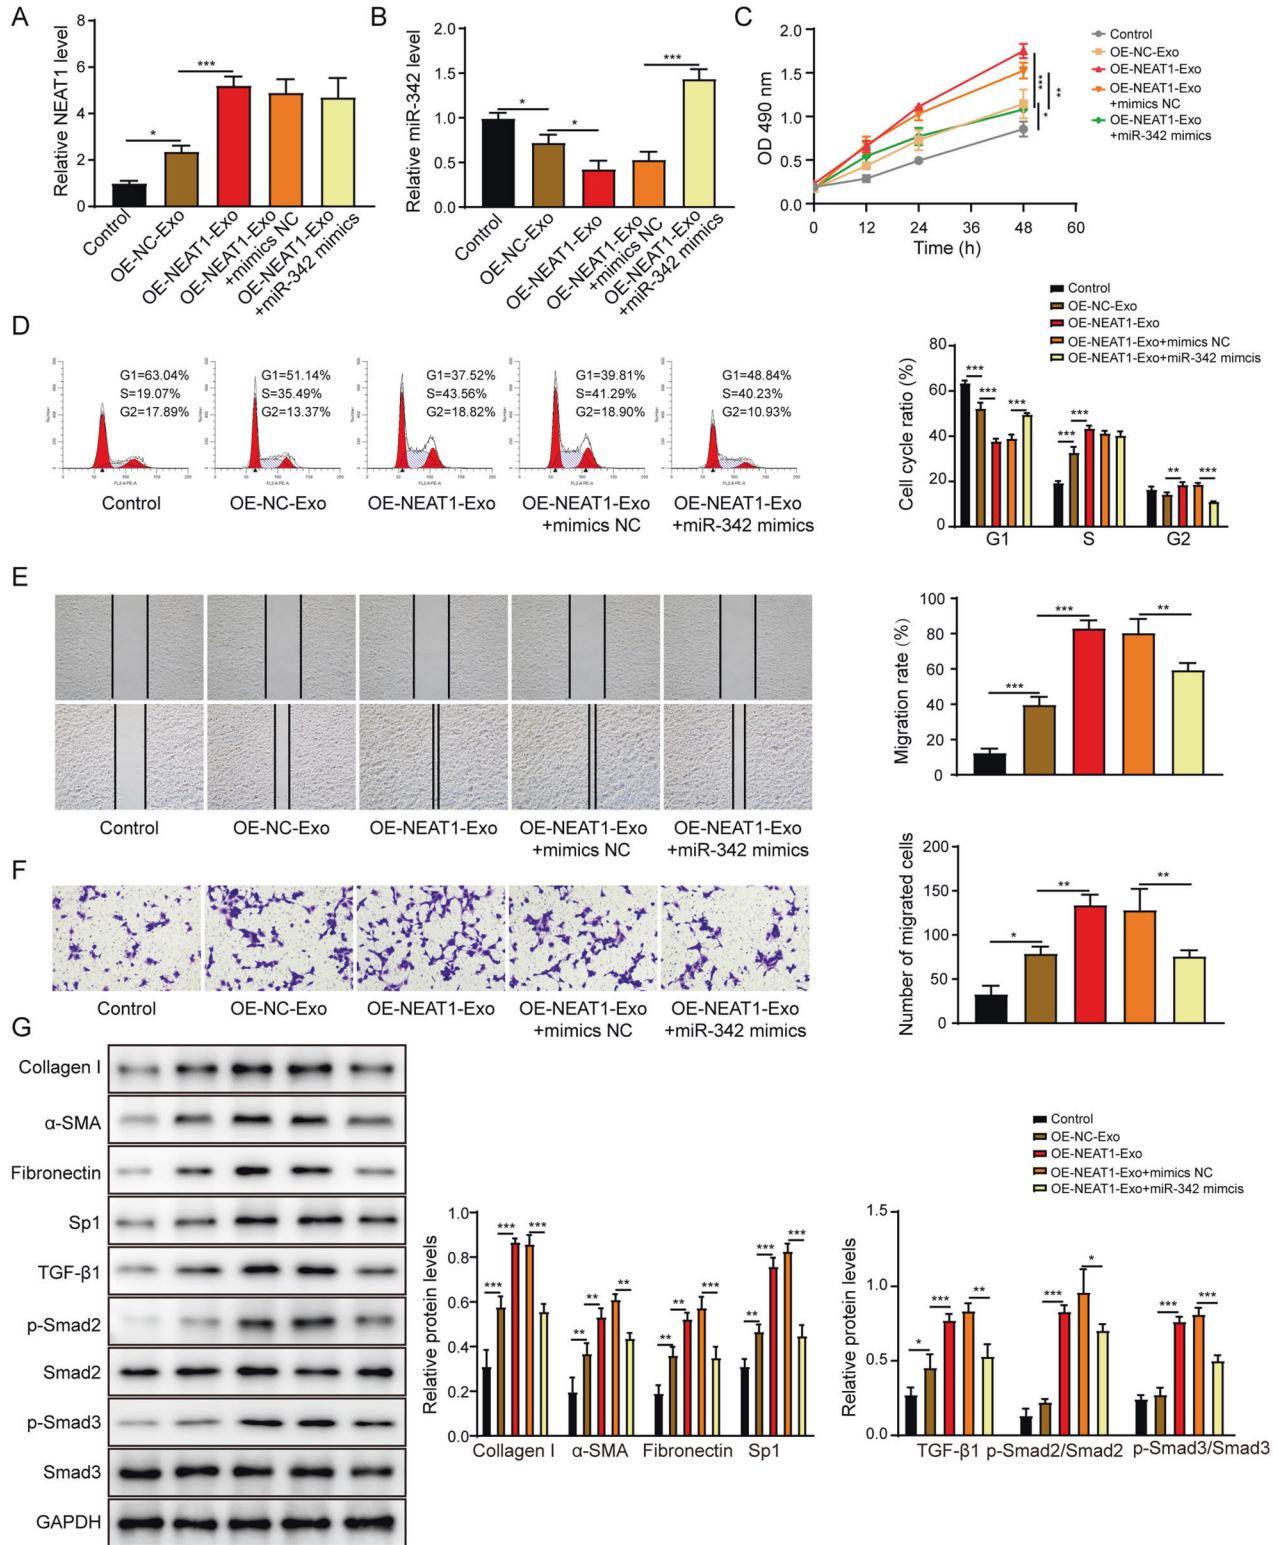 A
Relative NEAT1 level
8
6
4
2
0
*
***
Control
OE-NC-Exo
OE-NEAT1-Exo
OE-NEAT1-Exo
+mimics NC
OE-NEAT1-Exo
+miR-342 mimics
B
Relative miR-342 level
2.0
1.5
1.0
0.5
0.0
*
*
***
Control
OE-NC-Exo
OE-NEAT1-Exo
OE-NEAT1-Exo
+mimics NC
OE-NEAT1-Exo
+miR-342 mimics
C
OD 490 nm
2.0
1.5
1.0
0.5
0.0
0
12
24
36
48
60
Time (h)
***
**
*
Control
OE-NC-Exo
OE-NEAT1-Exo
OE-NEAT1-Exo
+mimics NC
OE-NEAT1-Exo
+miR-342 mimics
D
G1=63.04%
S=19.07%
G2=17.89%
Control
G1=51.14%
S=35.49%
G2=13.37%
OE-NC-Exo
G1=37.52%
S=43.56%
G2=18.82%
OE-NEAT1-Exo
G1=39.81%
S=41.29%
G2=18.90%
OE-NEAT1-Exo
+mimics NC
G1=48.84%
S=40.23%
G2=10.93%
OE-NEAT1-Exo
+miR-342 mimics
Control
OE-NC-Exo
OE-NEAT1-Exo
OE-NEAT1-Exo+mimics NC
OE-NEAT1-Exo+miR-342 mimcis
Cell cycle ratio (%)
80
60
40
20
0
***
***
***
***
***
**
***
G1
S
G2
E
Control
OE-NC-Exo
OE-NEAT1-Exo
OE-NEAT1-Exo
+mimics NC
OE-NEAT1-Exo
+miR-342 mimics
Migration rate (%)
100
80
60
40
20
0
***
***
**
F
Control
OE-NC-Exo
OE-NEAT1-Exo
OE-NEAT1-Exo
+mimics NC
OE-NEAT1-Exo
+miR-342 mimics
Number of migrated cells
200
150
100
50
0
*
**
**
G
Collagen I
α-SMA
Fibronectin
Sp1
TGF-β1
p-Smad2
Smad2
p-Smad3
Smad3
GAPDH
Relative protein levels
1.0
0.8
0.6
0.4
0.2
0.0
***
***
***
**
**
**
**
**
***
**
***
***
Collagen I
α-SMA
Fibronectin
Sp1
Control
OE-NC-Exo
OE-NEAT1-Exo
OE-NEAT1-Exo+mimics NC
OE-NEAT1-Exo+miR-342 mimcis
Relative protein levels
1.5
1.0
0.5
0.0
*
***
**
***
*
***
***
TGF-β1
p-Smad2/Smad2
p-Smad3/Smad3